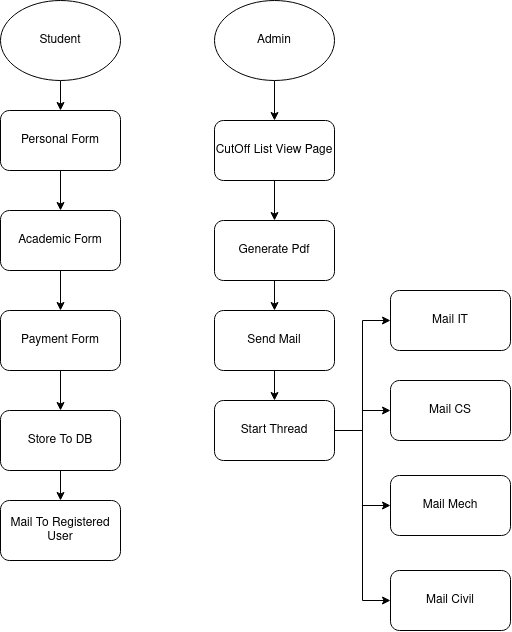 Student
Personal Form
Academic Form
Payment Form
Store To DB
Mail To Registered
User
Admin
CutOff List View Page
Generate Pdf
Send Mail
Start Thread
Mail IT
Mail CS
Mail Mech
Mail Civil